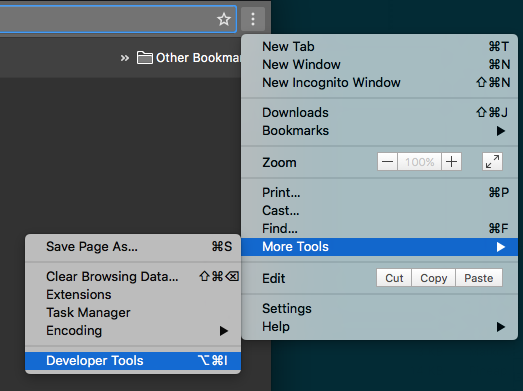 » Other Bookmar
New Tab ⌘T
New Window ⌘N
New Incognito Window ⇧⌘N
Downloads ⇧⌘J
Bookmarks ▶
Zoom − 100% +
Print... ⌘P
Cast...
Find... ⌘F
More Tools ▶
Edit Cut Copy Paste
Settings
Help ▶
Save Page As... ⌘S
Clear Browsing Data... ⇧⌘⌫
Extensions
Task Manager
Encoding ▶
Developer Tools ⌥⌘I